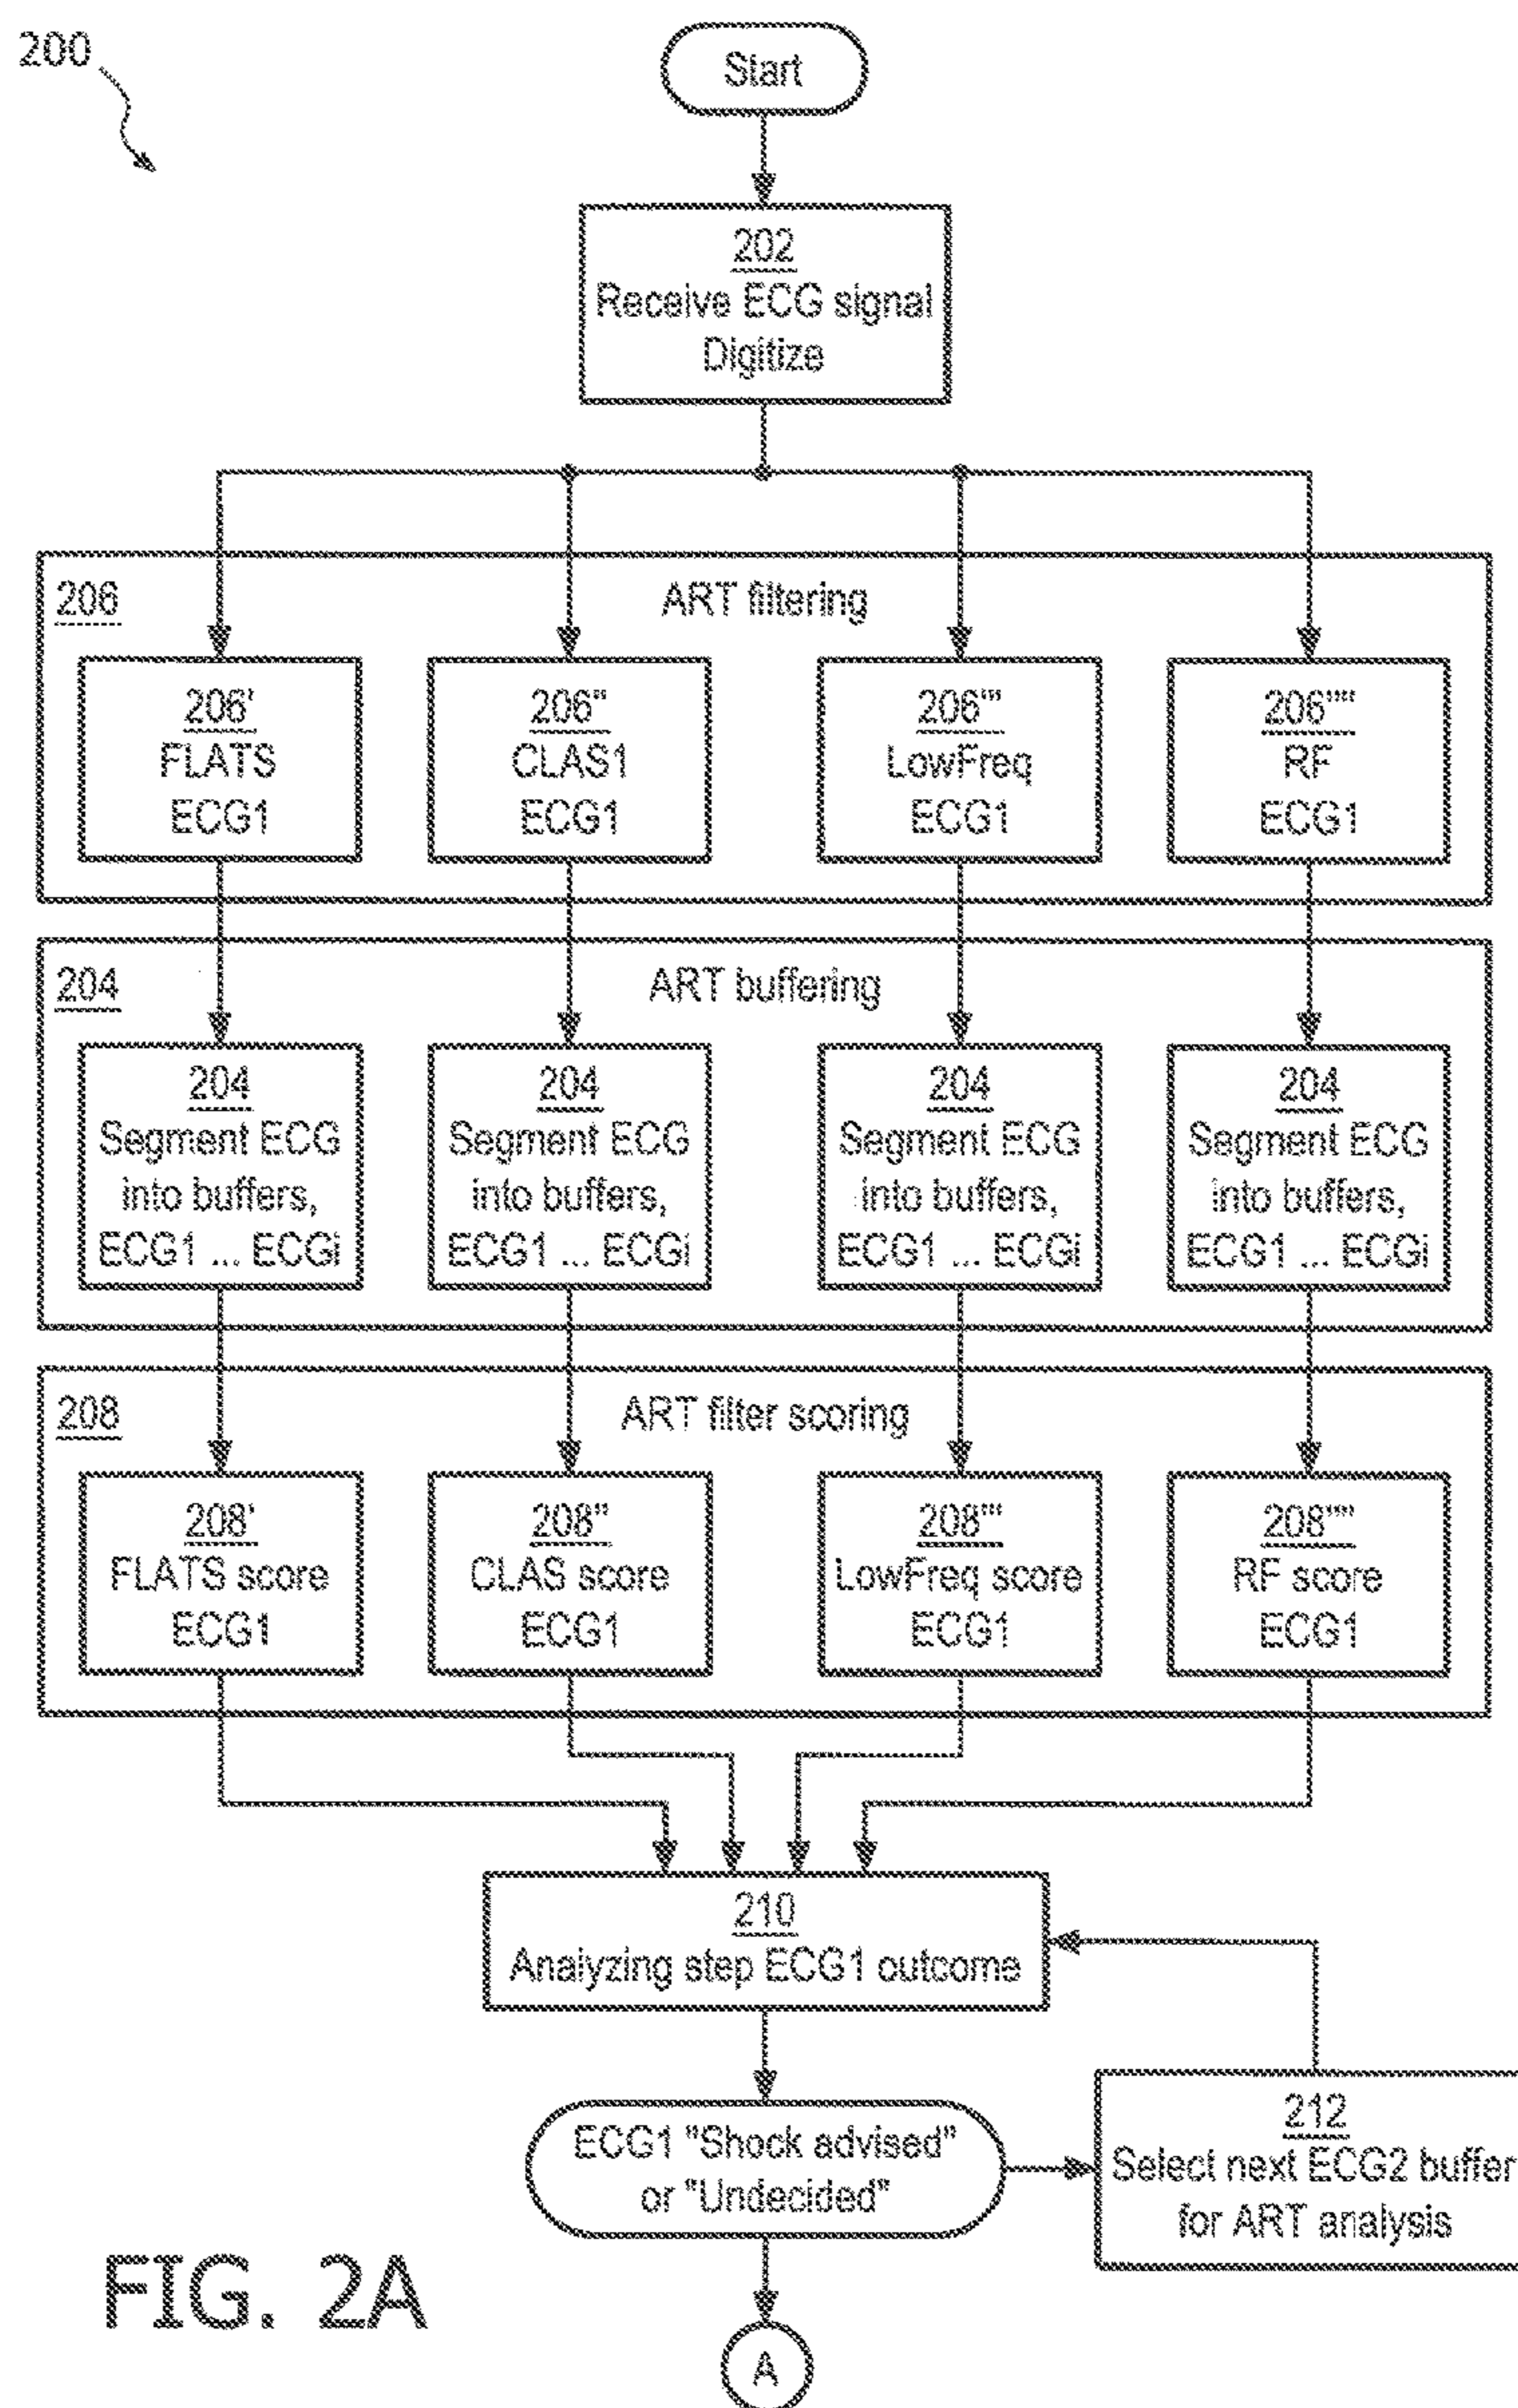 200
Start
202
Receive ECG signal
Digitize
206
ART filtering
206'
FLATS
ECG1
206"
CLAS1
ECG1
206'"
LowFreq
ECG1
206""
RF
ECG1
204
ART buffering
204
Segment ECG
into buffers,
ECG1 ... ECGi
204
Segment ECG
into buffers,
ECG1 ... ECGi
204
Segment ECG
into buffers,
ECG1 ... ECGi
204
Segment ECG
into buffers,
ECG1 ... ECGi
208
ART filter scoring
208'
FLATS score
ECG1
208"
CLAS score
ECG1
208'"
LowFreq score
ECG1
208""
RF score
ECG1
210
Analyzing step ECG1 outcome
ECG1 "Shock advised"
or "Undecided"
212
Select next ECG2 buffer
for ART analysis
FIG. 2A
A